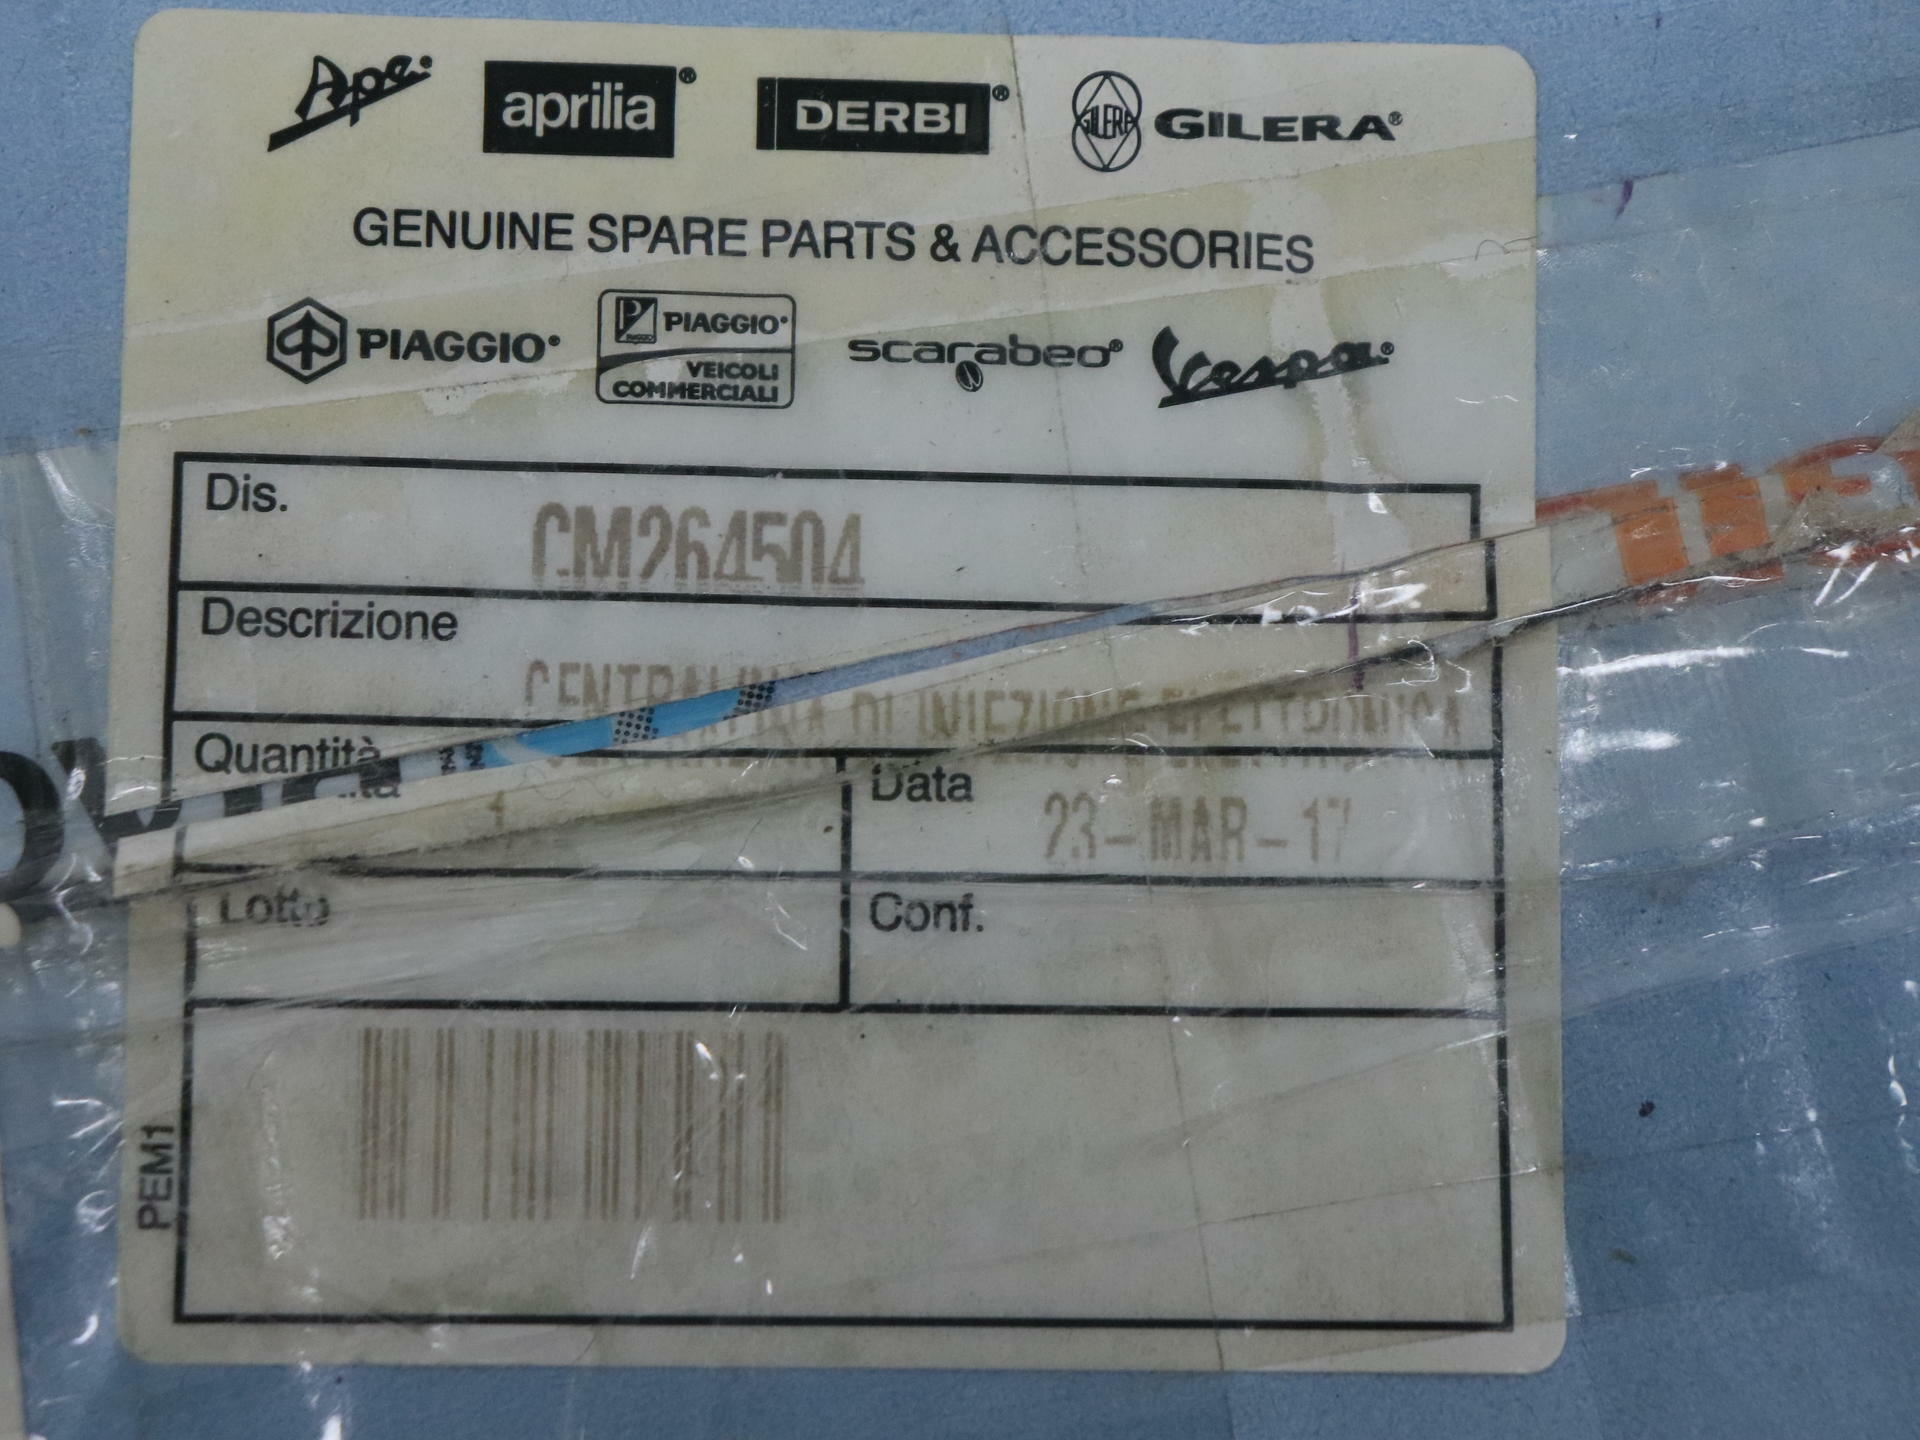 Ape®
aprilia® DERBI® GILERA GILERA®
GENUINE SPARE PARTS & ACCESSORIES
PIAGGIO® PIAGGIO® VEICOLI COMMERCIALI scarabeo® Vespa®
Dis. CM264504
Descrizione
CENTRALINA DI INIEZIONE ELETTRONICA
Quantità 1
Data 23-MAR-17
Lotto
Conf.
PEM1